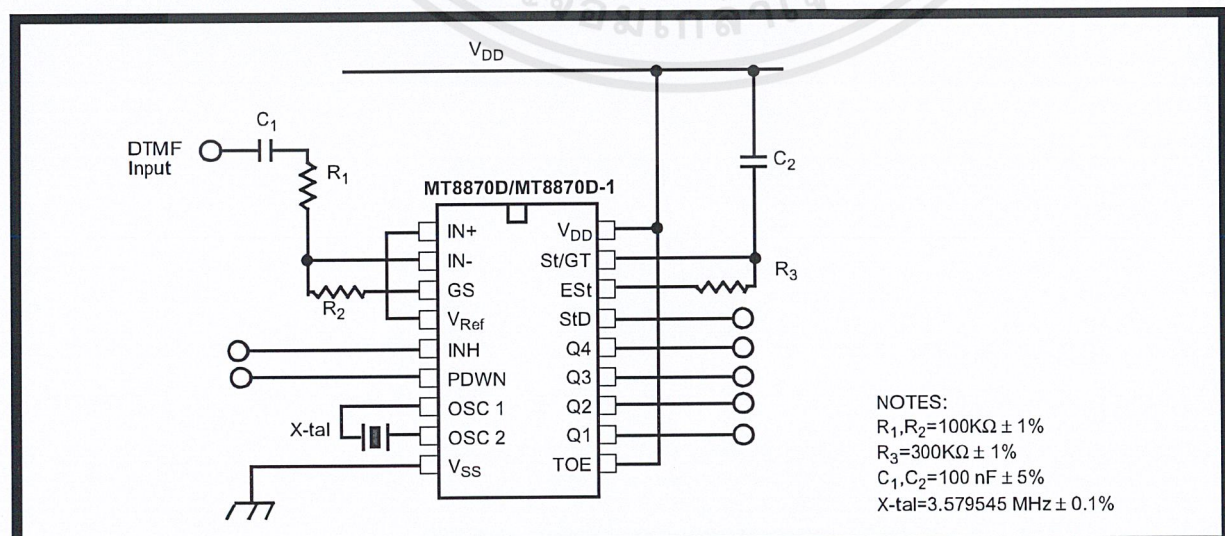 V_DD
C₁
DTMF
Input
R₁
C₂
MT8870D/MT8870D-1
IN+
IN-
GS
V_Ref
INH
PDWN
OSC 1
OSC 2
V_SS
V_DD
St/GT
ESt
StD
Q4
Q3
Q2
Q1
TOE
R₂
R₃
X-tal
NOTES:
R₁,R₂=100KΩ ± 1%
R₃=300KΩ ± 1%
C₁,C₂=100 nF ± 5%
X-tal=3.579545 MHz ± 0.1%